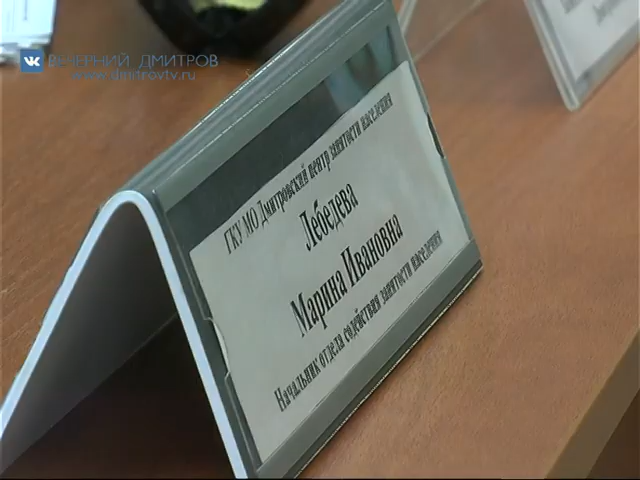 ВЕЧЕРНИЙ ДМИТРОВ
www.dmitrovtv.ru
ГКУ МО Дмитровский центр занятости населения
Лебедева
Марина Ивановна
Начальник отдела содействия занятости населения